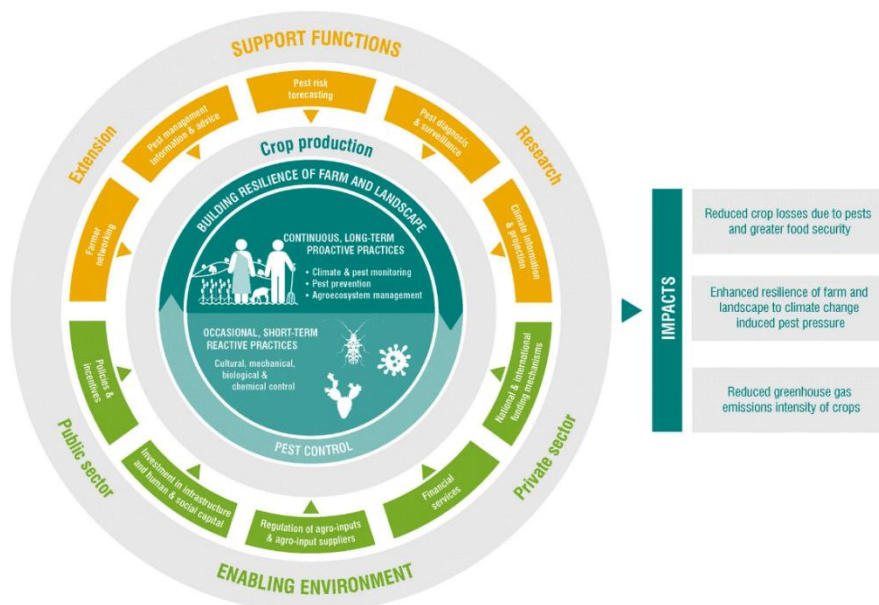 SUPPORT FUNCTIONS
Extension
Research
Farmer
networking
Pest management
information & advice
Pest risk
forecasting
Pest diagnosis
& surveillance
Climate information
& projection
Crop production
BUILDING RESILIENCE OF FARM AND LANDSCAPE
CONTINUOUS, LONG-TERM
PROACTIVE PRACTICES
• Climate & pest monitoring
• Pest prevention
• Agroecosystem management
OCCASIONAL, SHORT-TERM
REACTIVE PRACTICES
Cultural, mechanical,
biological &
chemical control
PEST CONTROL
Policies &
incentives
Investment in infrastructure
and human & social capital
Regulation of agro-inputs
& agro-input suppliers
Financial
services
National & international
funding mechanisms
Public sector
Private sector
ENABLING ENVIRONMENT
IMPACTS
Reduced crop losses due to pests
and greater food security
Enhanced resilience of farm and
landscape to climate change
induced pest pressure
Reduced greenhouse gas
emissions intensity of crops